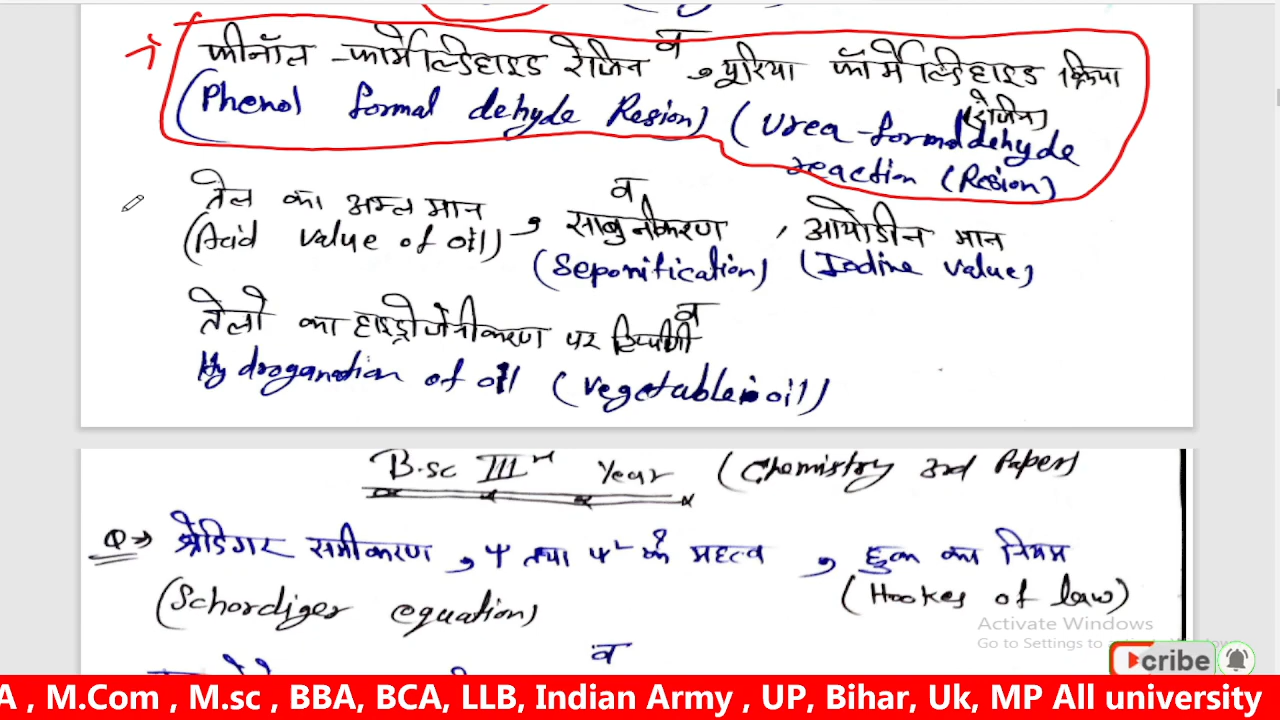 फीनॉल - फार्मेल्डिहाइड रेजिन व , यूरिया फॉर्मेल्डिहाइड क्रिया
(रेजिन)
(Phenol formal dehyde Resion) (Urea - formaldehyde
reaction (Resion)
तेल का अम्ल मान , साबुनीकरण व , आयोडीन मान
(Acid value of oil) (Seponification) (Iodine value)
तेलो का हाइड्रोजेनीकरण पर टिप्पणी व
Hydroganation of oil (vegetable oil)
B.sc III Year (Chemistry 3rd Paper)
Q→ श्रेडिंगर समीकरण , Ψ तथा Ψ² के महत्व , हुक का नियम
(Schordiger equation) (Hookes of law)
Activate Windows
Go to Settings to
व
cribe
A , M.Com , M.sc , BBA, BCA, LLB, Indian Army , UP, Bihar, Uk, MP All university